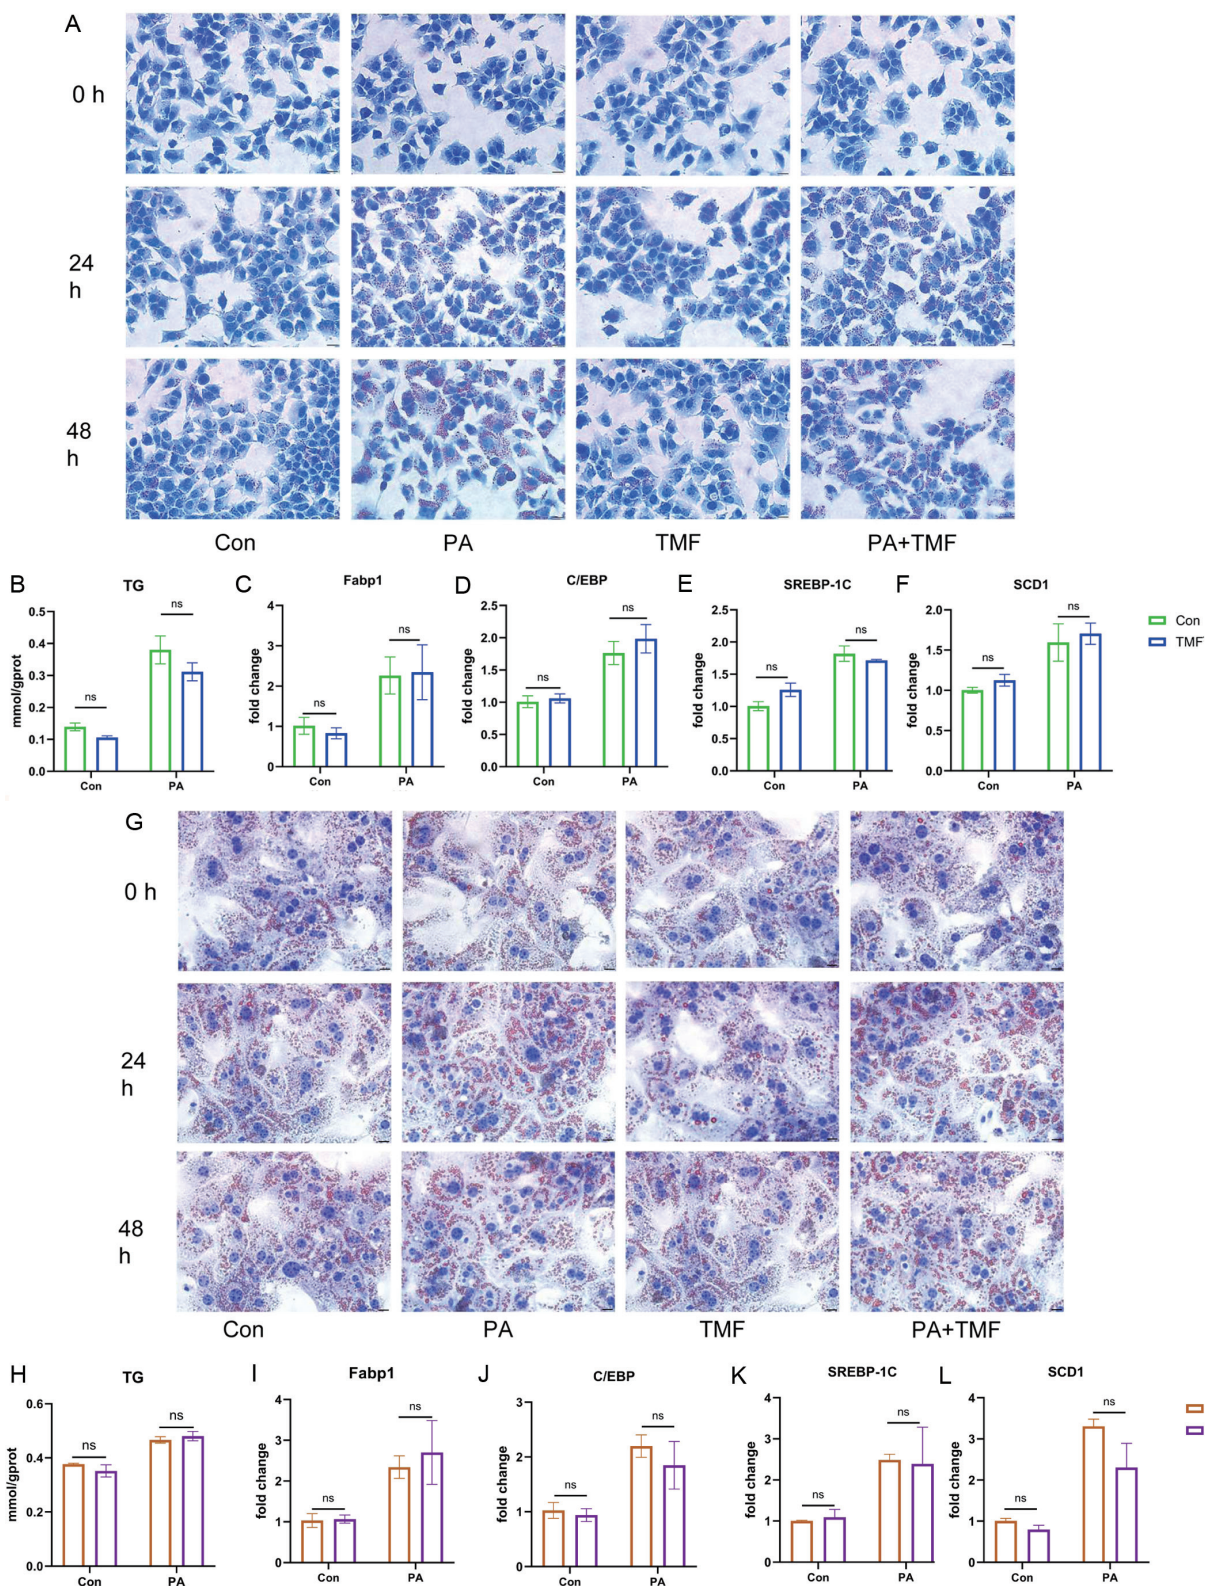 A
0 h
24
h
48
h
Con PA TMF PA+TMF
B TG
mmol/gprot
0.5
0.4
0.3
0.2
0.1
0.0
ns
ns
Con PA
C Fabp1
fold change
4
3
2
1
0
ns
ns
Con PA
D C/EBP
fold change
2.5
2.0
1.5
1.0
0.5
0.0
ns
ns
Con PA
E SREBP-1C
fold change
2.5
2.0
1.5
1.0
0.5
0.0
ns
ns
Con PA
F SCD1
fold change
2.0
1.5
1.0
0.5
0.0
ns
ns
Con PA
Con
TMF
G
0 h
24
h
48
h
Con PA TMF PA+TMF
H TG
mmol/gprot
0.6
0.4
0.2
0.0
ns
ns
Con PA
I Fabp1
fold change
4
3
2
1
0
ns
ns
Con PA
J C/EBP
fold change
3
2
1
0
ns
ns
Con PA
K SREBP-1C
fold change
4
3
2
1
0
ns
ns
Con PA
L SCD1
fold change
4
3
2
1
0
ns
ns
Con PA